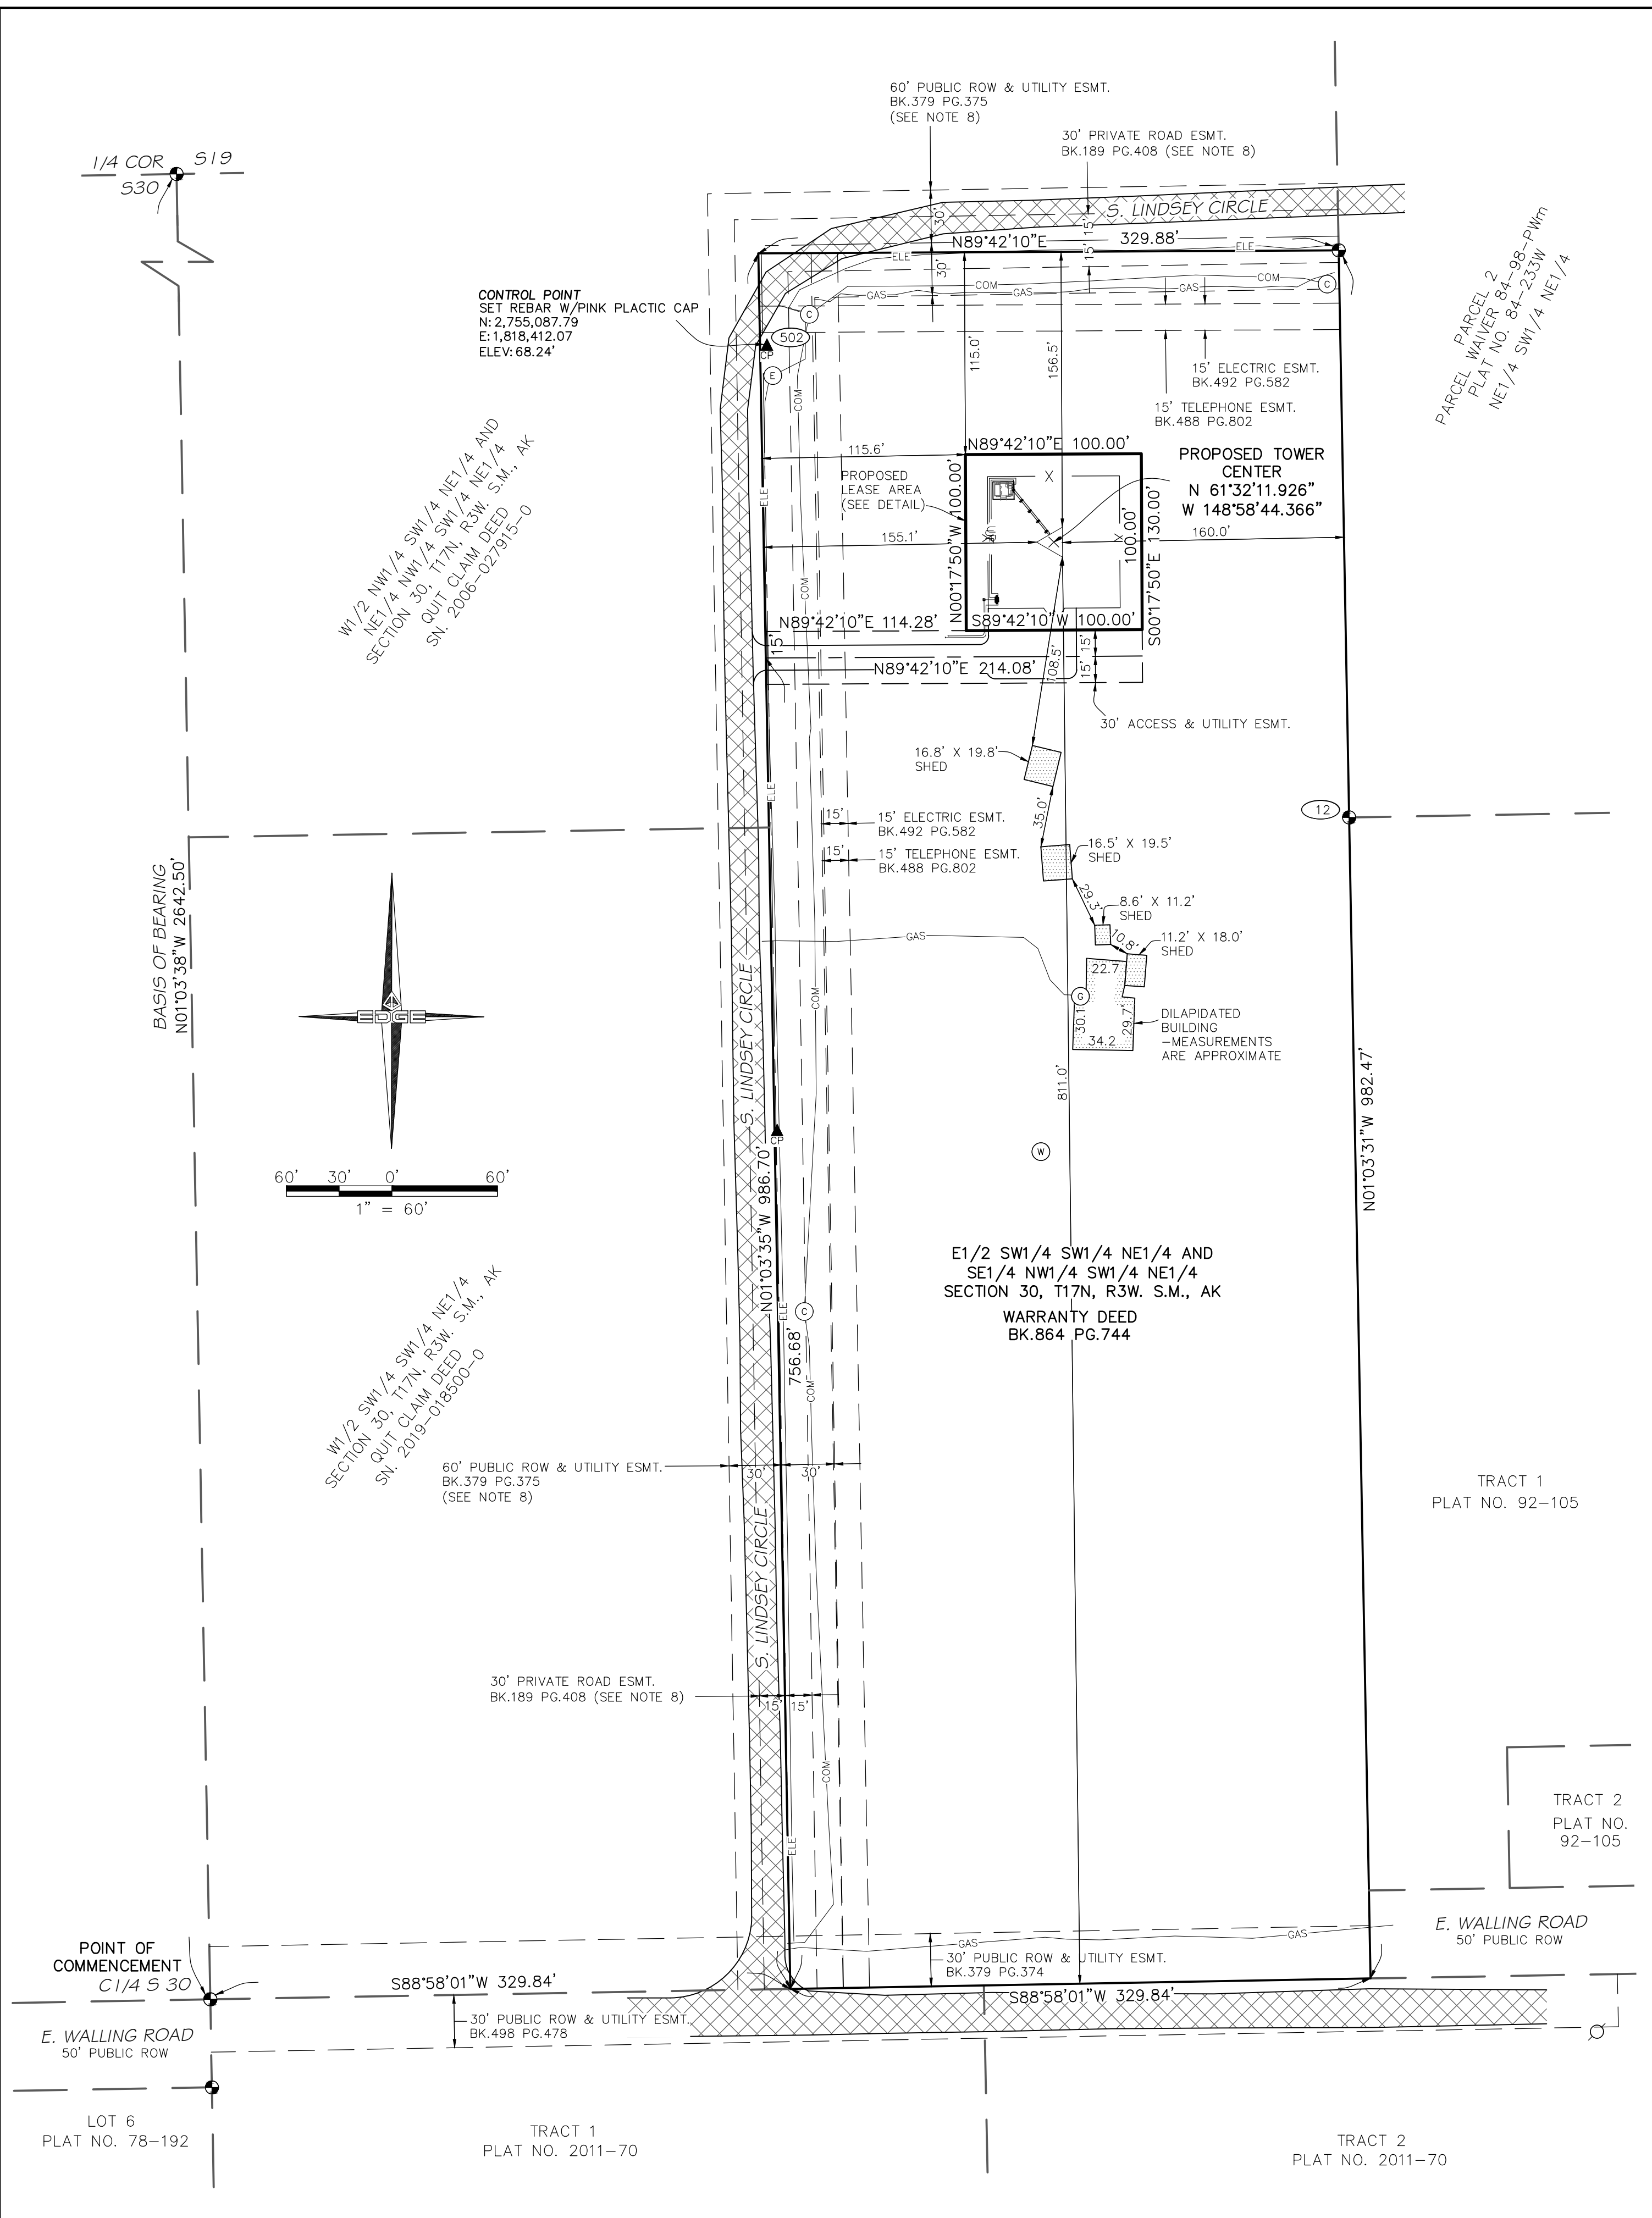 60' PUBLIC ROW & UTILITY ESMT.
BK.379 PG.375
(SEE NOTE 8)
30' PRIVATE ROAD ESMT.
BK.189 PG.408 (SEE NOTE 8)
1/4 COR
S19
S30
S. LINDSEY CIRCLE
30'
15'
N89°42'10"E
329.88'
ELE
ELE
30'
15'
COM
COM
GAS
GAS
GAS
C
C
CONTROL POINT
SET REBAR W/PINK PLACTIC CAP
N: 2,755,087.79
E: 1,818,412.07
ELEV: 68.24'
502
CP
E
PARCEL 2
PARCEL WAIVER 84-98-PWm
PLAT NO. 84-233W
NE1/4 SW1/4 NE1/4
115.0'
156.5'
15' ELECTRIC ESMT.
BK.492 PG.582
15' TELEPHONE ESMT.
BK.488 PG.802
COM
W1/2 NW1/4 SW1/4 NE1/4 AND
NE1/4 NW1/4 SW1/4 NE1/4
SECTION 30, T17N, R3W. S.M., AK
QUIT CLAIM DEED
SN. 2006-027915-0
N89°42'10"E 100.00'
115.6'
PROPOSED
LEASE AREA
(SEE DETAIL)
PROPOSED TOWER
CENTER
N 61°32'11.926"
W 148°58'44.366"
ELE
X
X
X
N00°17'50"W 100.00'
100.00'
S00°17'50"E 130.00'
155.1'
160.0'
COM
N89°42'10"E 114.28'
S89°42'10"W 100.00'
15'
15'
15'
N89°42'10"E 214.08'
108.5'
30' ACCESS & UTILITY ESMT.
16.8' X 19.8'
SHED
ELE
35.0'
12
15'
15' ELECTRIC ESMT.
BK.492 PG.582
15'
15' TELEPHONE ESMT.
BK.488 PG.802
16.5' X 19.5'
SHED
29.3'
8.6' X 11.2'
SHED
10.8'
11.2' X 18.0'
SHED
GAS
22.7
G
30.1
29.7'
34.2
DILAPIDATED
BUILDING
-MEASUREMENTS
ARE APPROXIMATE
BASIS OF BEARING
N01°03'38"W 2642.50'
EDGE
S. LINDSEY CIRCLE
COM
811.0'
N01°03'31"W 982.47'
CP
W
60' 30' 0' 60'
1" = 60'
N01°03'35"W 986.70'
ELE
C
756.68'
COM
E1/2 SW1/4 SW1/4 NE1/4 AND
SE1/4 NW1/4 SW1/4 NE1/4
SECTION 30, T17N, R3W. S.M., AK
WARRANTY DEED
BK.864 PG.744
W1/2 SW1/4 SW1/4 NE1/4
SECTION 30, T17N, R3W. S.M., AK
QUIT CLAIM DEED
SN. 2019-018500-0
60' PUBLIC ROW & UTILITY ESMT.
BK.379 PG.375
(SEE NOTE 8)
30'
30'
TRACT 1
PLAT NO. 92-105
S. LINDSEY CIRCLE
30' PRIVATE ROAD ESMT.
BK.189 PG.408 (SEE NOTE 8)
15'
15'
COM
ELE
TRACT 2
PLAT NO.
92-105
E. WALLING ROAD
50' PUBLIC ROW
POINT OF
COMMENCEMENT
C1/4 S 30
GAS
GAS
30' PUBLIC ROW & UTILITY ESMT.
BK.379 PG.374
S88°58'01"W 329.84'
S88°58'01"W 329.84'
30' PUBLIC ROW & UTILITY ESMT.
BK.498 PG.478
E. WALLING ROAD
50' PUBLIC ROW
LOT 6
PLAT NO. 78-192
TRACT 1
PLAT NO. 2011-70
TRACT 2
PLAT NO. 2011-70